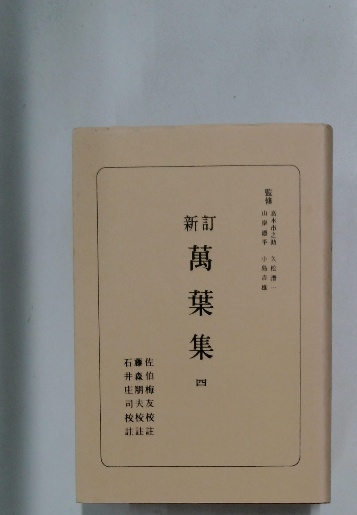 監修
高木市之助 久松潜一
山岸徳平 小島吉雄
新訂
萬葉集
四
佐伯梅友校註
藤森朋夫校註
石井庄司校註